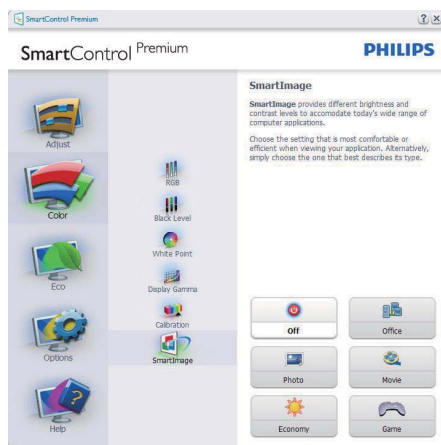 SmartControl Premium
SmartControl Premium
PHILIPS
Adjust
Color
Eco
Options
Help
RGB
Black Level
White Point
Display Gamma
Calibration
SmartImage
SmartImage
SmartImage provides different brightness and
contrast levels to accomodate today's wide range of
computer applications.
Choose the setting that is most comfortable or
efficient when viewing your application. Alternatively,
simply choose the one that best describes its type.
Off
Office
Photo
Movie
Economy
Game